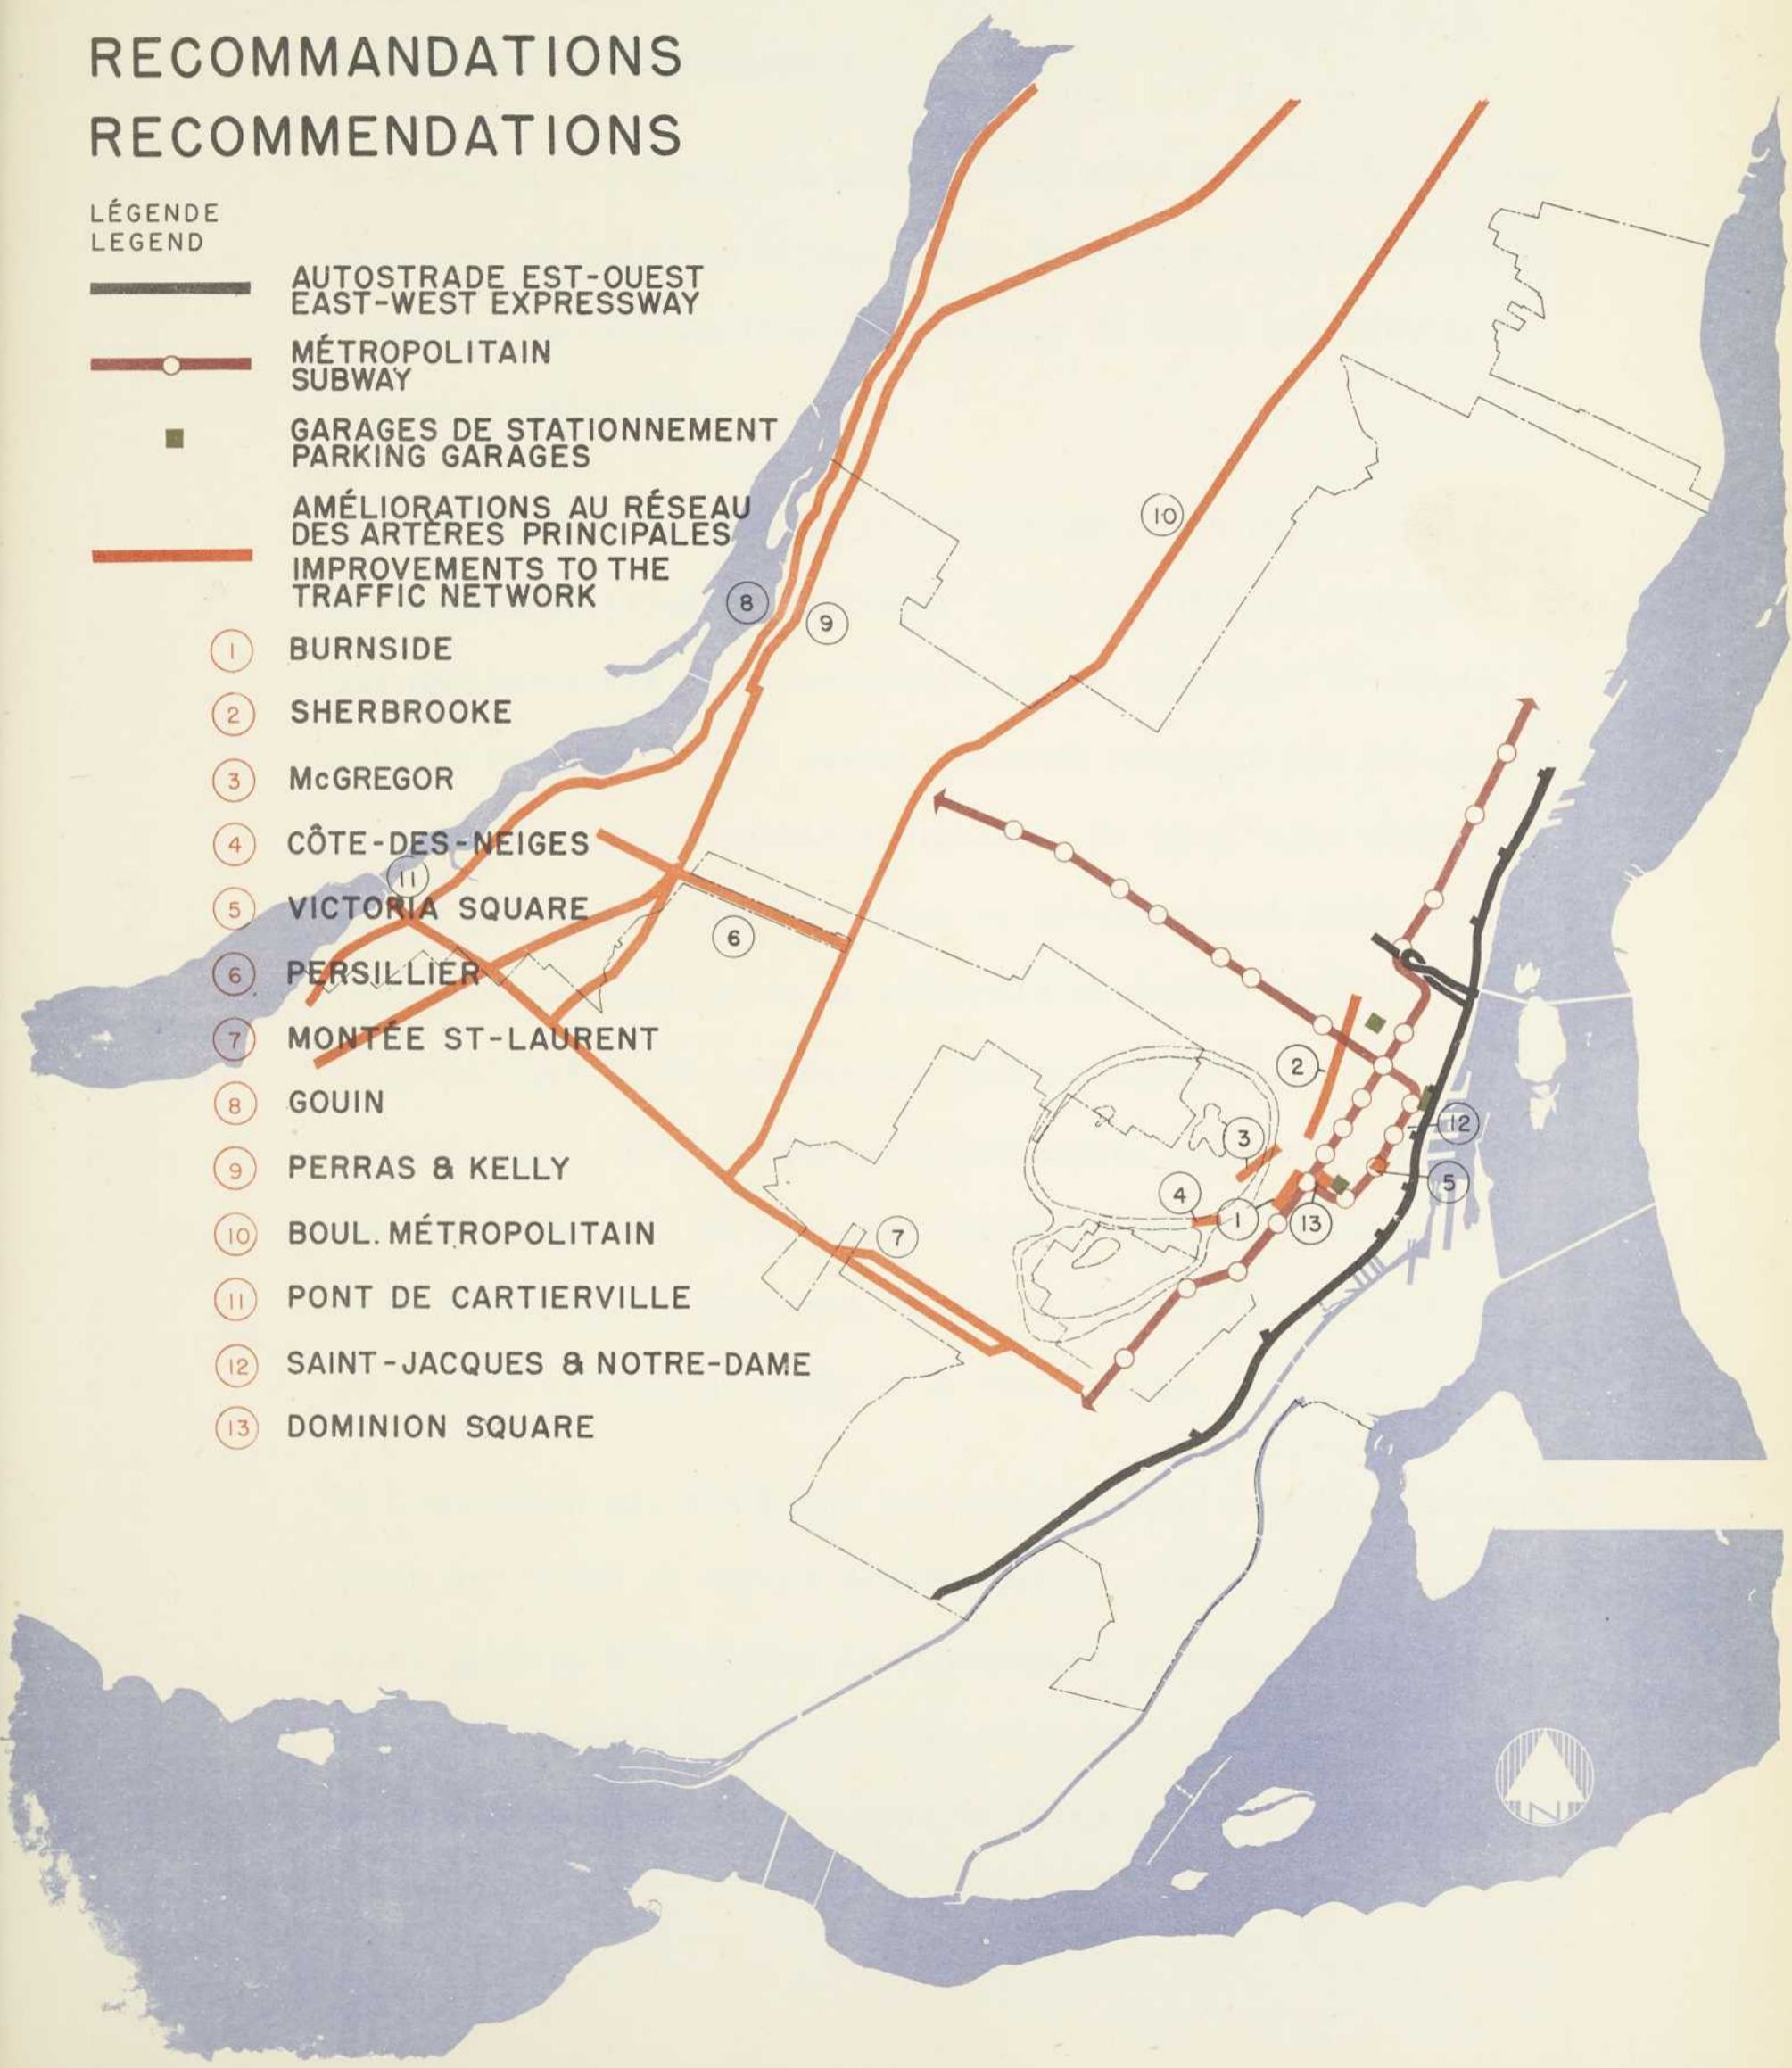 RECOMMANDATIONS
RECOMMENDATIONS
LÉGENDE
LEGEND
AUTOSTRADE EST-OUEST
EAST-WEST EXPRESSWAY
MÉTROPOLITAIN
SUBWAY
GARAGES DE STATIONNEMENT
PARKING GARAGES
AMÉLIORATIONS AU RÉSEAU
DES ARTÈRES PRINCIPALES
IMPROVEMENTS TO THE
TRAFFIC NETWORK
1 BURNSIDE
2 SHERBROOKE
3 McGREGOR
4 CÔTE-DES-NEIGES
5 VICTORIA SQUARE
6 PERSILLIER
7 MONTÉE ST-LAURENT
8 GOUIN
9 PERRAS & KELLY
10 BOUL. MÉTROPOLITAIN
11 PONT DE CARTIERVILLE
12 SAINT-JACQUES & NOTRE-DAME
13 DOMINION SQUARE
10
8
9
11
6
2
3
12
4
1
13
5
7
N